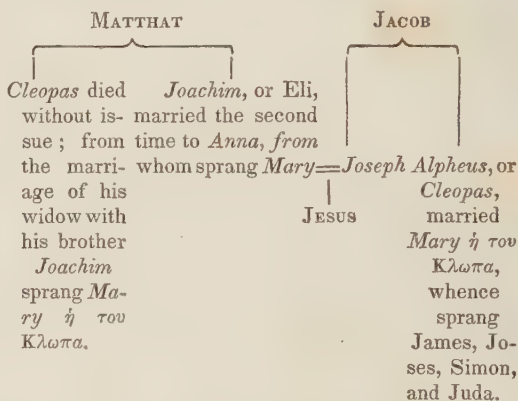 MATTHAT
JACOB
Cleopas died
without is-
sue ; from
the marri-
age of his
widow with
his brother
Joachim
sprang Ma-
ry ἡ του
Κλωπα.
Joachim, or Eli,
married the second
time to Anna, from
whom sprang Mary=Joseph
JESUS
Alpheus, or
Cleopas,
married
Mary ἡ του
Κλωπα,
whence
sprang
James, Jo-
ses, Simon,
and Juda.